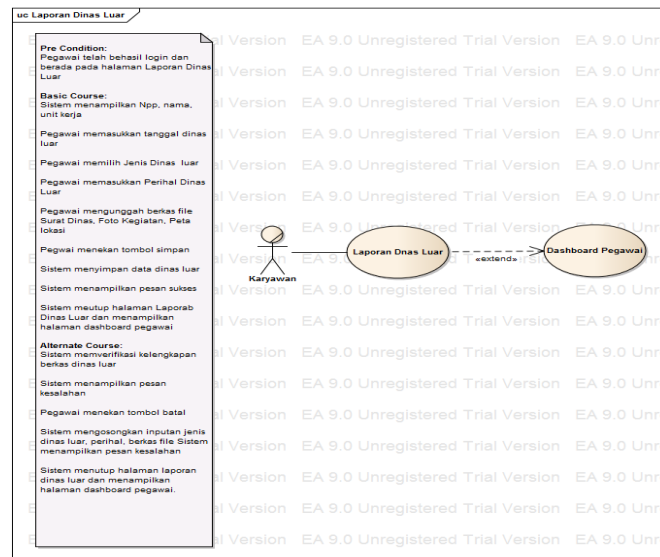 uc Laporan Dinas Luar
Pre Condition:
Pegawai telah behasil login dan
berada pada halaman Laporan Dinas
Luar
Basic Course:
Sistem menampilkan Npp, nama,
unit kerja
Pegawai memasukkan tanggal dinas
luar
Pegawai memilih Jenis Dinas luar
Pegawai memasukkan Perihal Dinas
Luar
Pegawai mengunggah berkas file
Surat Dinas, Foto Kegiatan, Peta
lokasi
Pegwai menekan tombol simpan
Sistem menyimpan data dinas luar
Sistem menampilkan pesan sukses
Sistem meutup halaman Laporab
Dinas Luar dan menampilkan
halaman dashboard pegawai
Alternate Course:
Sistem memverifikasi kelengkapan
berkas dinas luar
Sistem menampilkan pesan
kesalahan
Pegawai menekan tombol batal
Sistem mengosongkan inputan jenis
dinas luar, perihal, berkas file Sistem
menampilkan pesan kesalahan
Sistem menutup halaman laporan
dinas luar dan menampilkan
halaman dashboard pegawai.
Karyawan
Laporan Dnas Luar
«extend»
Dashboard Pegawai
EA 9.0 Unregistered Trial Version